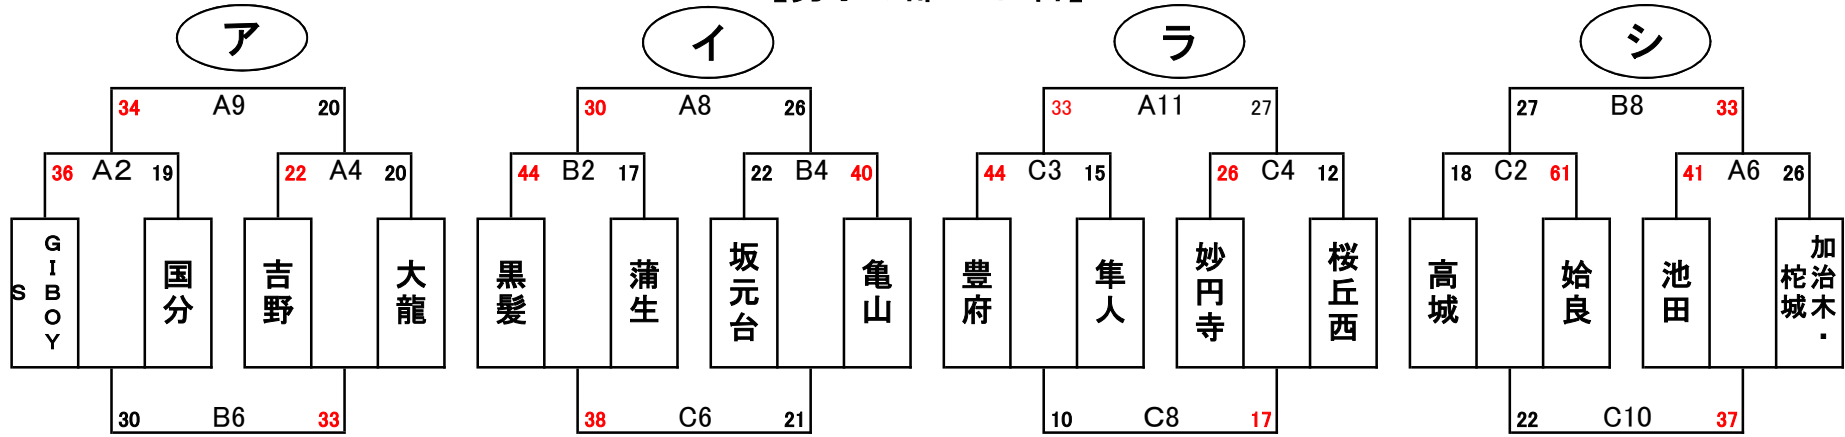 ア イ ラ シ
34 A9 20 30 A8 26 33 A11 27 27 B8 33
36 A2 19 22 A4 20 44 B2 17 22 B4 40 44 C3 15 26 C4 12 18 C2 61 41 A6 26
GIBOYS 国分 吉野 大龍 黒髪 蒲生 坂元台 亀山 豊府 隼人 妙円寺 桜丘西 高城 姶良 池田 加治木・柁城
30 B6 33 38 C6 21 10 C8 17 22 C10 37